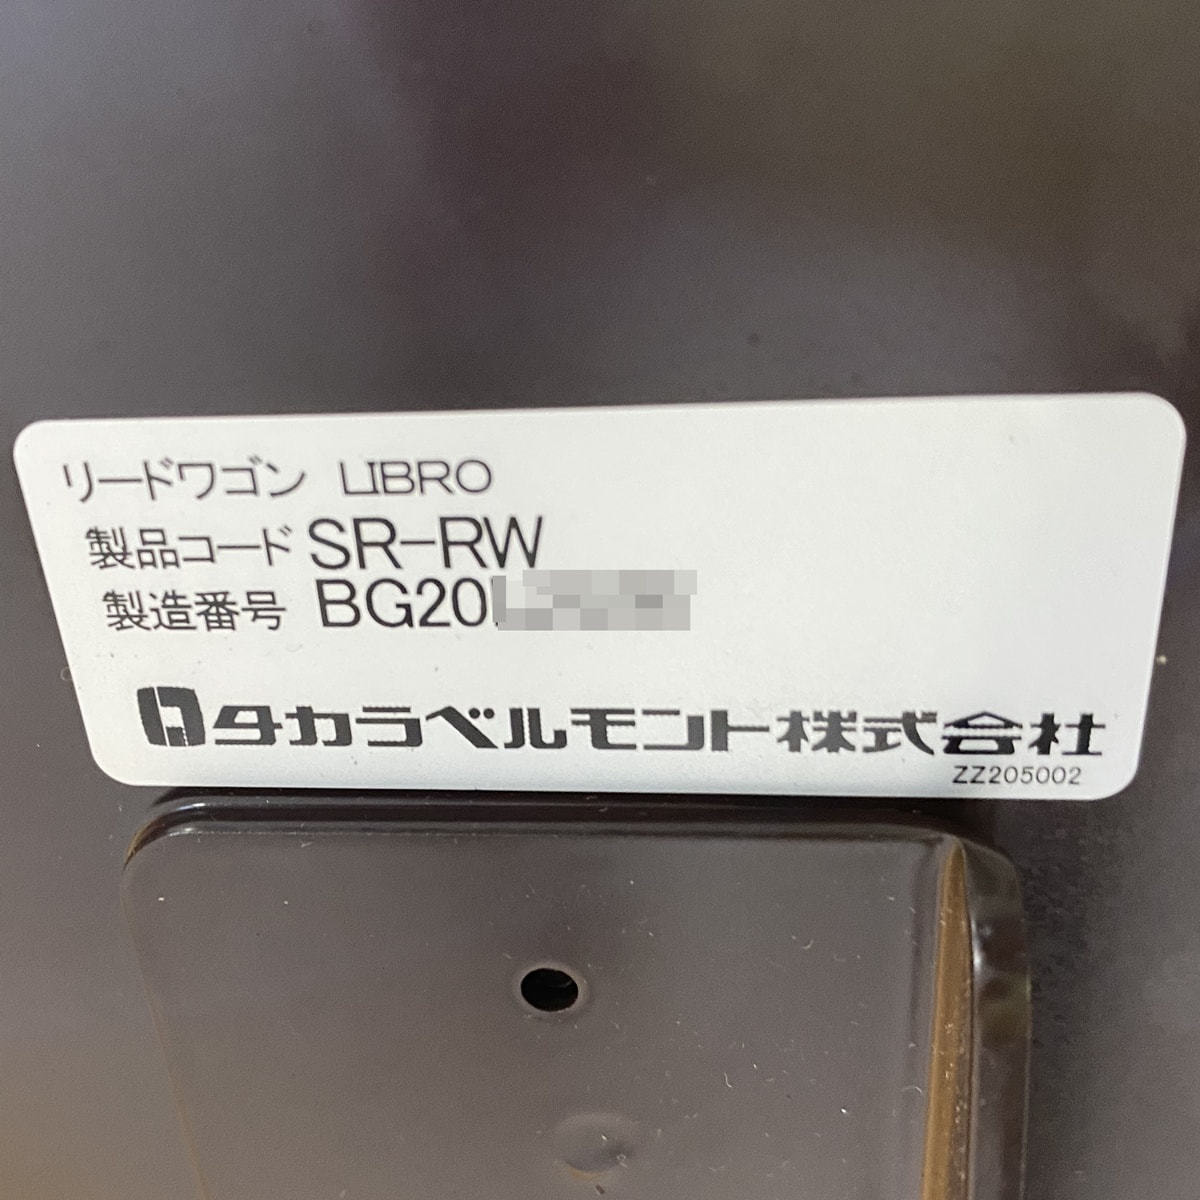 リードワゴン LIBRO
製品コード SR-RW
製造番号 BG20
タカラベルモント株式会社
ZZ205002